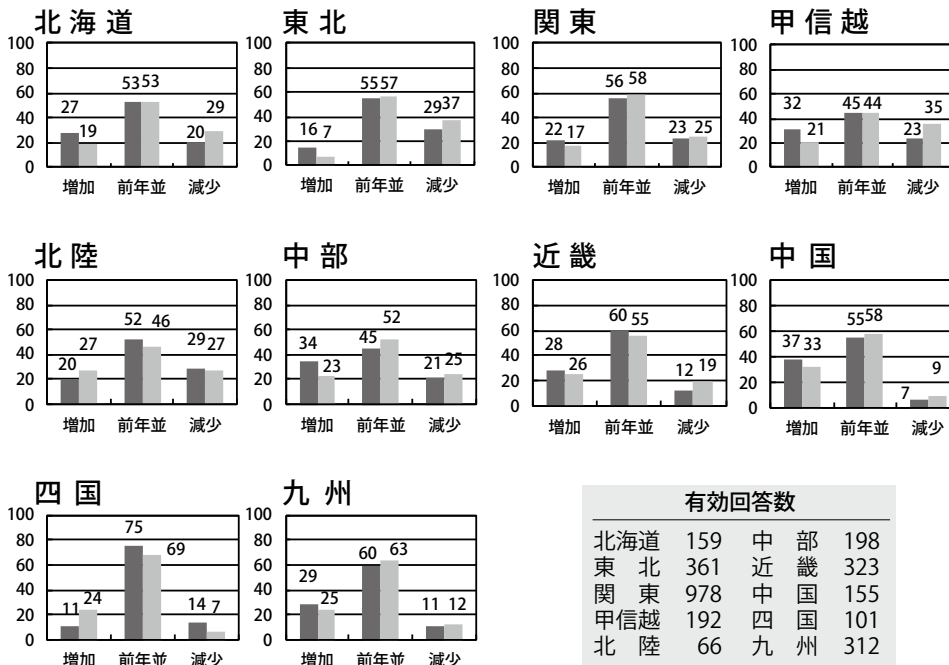 北海道
100
80
60
40
20
0
27 19 53 53 20 29
増加 前年並 減少
東北
16 7 55 57 29 37
増加 前年並 減少
関東
100
80
60
40
20
0
22 17 56 58 23 25
増加 前年並 減少
甲信越
100
80
60
40
20
0
32 21 45 44 23 35
増加 前年並 減少
北陸
100
80
60
40
20
0
20 27 52 46 29 27
増加 前年並 減少
中部
100
80
60
40
20
0
34 23 45 52 21 25
増加 前年並 減少
近畿
100
80
60
40
20
0
28 26 60 55 12 19
増加 前年並 減少
中国
100
80
60
40
20
0
37 33 55 58 7 9
増加 前年並 減少
四国
100
80
60
40
20
0
11 24 75 69 14 7
増加 前年並 減少
九州
100
80
60
40
20
0
29 25 60 63 11 12
増加 前年並 減少
有効回答数
北海道 159 中部 198
東北 361 近畿 323
関東 978 中国 155
甲信越 192 四国 101
北陸 66 九州 312